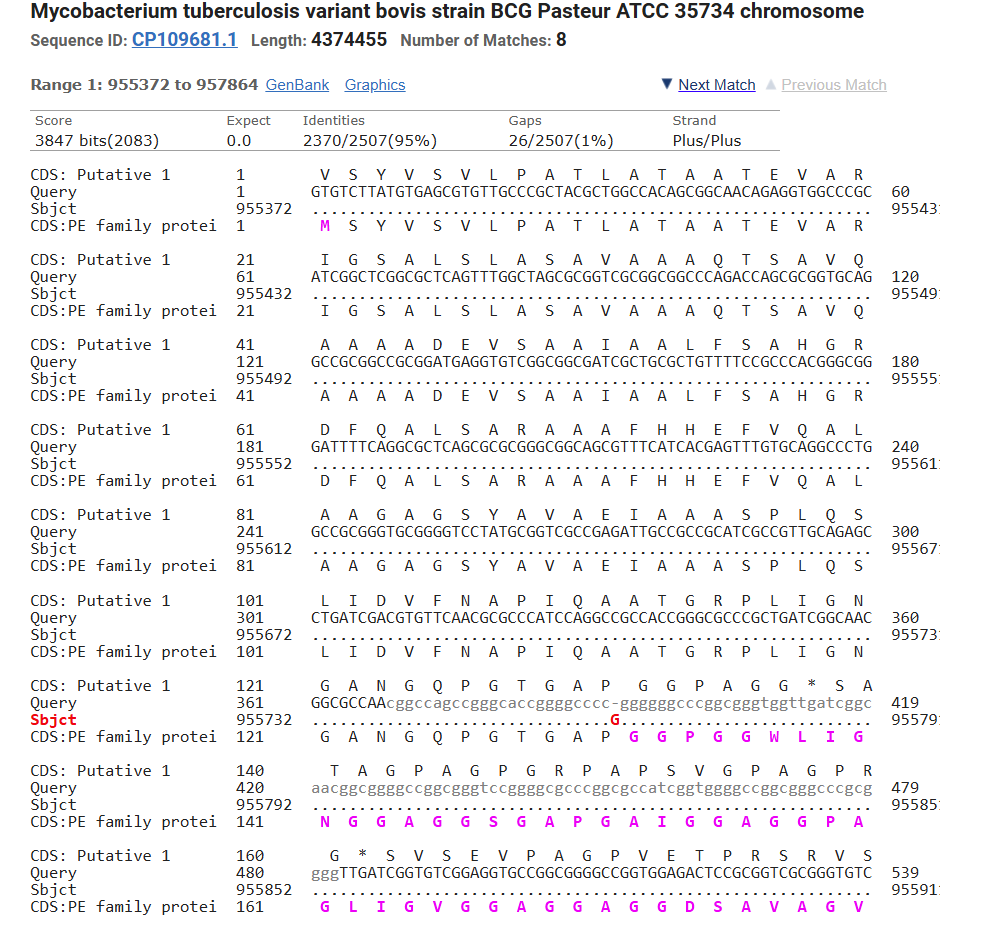 Mycobacterium tuberculosis variant bovis strain BCG Pasteur ATCC 35734 chromosome
Sequence ID: CP109681.1 Length: 4374455 Number of Matches: 8
Range 1: 955372 to 957864 GenBank Graphics ▼ Next Match ▲ Previous Match
Score Expect Identities Gaps Strand
3847 bits(2083) 0.0 2370/2507(95%) 26/2507(1%) Plus/Plus
CDS: Putative 1 1 V S Y V S V L P A T L A T A A T E V A R
Query 1 GTGTCTTATGTGAGCGTGTTGCCCGCTACGCTGGCCACAGCGGCAACAGAGGTGGCCCGC 60
Sbjct 955372 ............................................................ 95543
CDS:PE family protei 1 M S Y V S V L P A T L A T A A T E V A R
CDS: Putative 1 21 I G S A L S L A S A V A A A Q T S A V Q
Query 61 ATCGGCTCGGCGCTCAGTTTGGCTAGCGCGGTCGCGGCGGCCCAGACCAGCGCGGTGCAG 120
Sbjct 955432 ............................................................ 95549
CDS:PE family protei 21 I G S A L S L A S A V A A A Q T S A V Q
CDS: Putative 1 41 A A A A D E V S A A I A A L F S A H G R
Query 121 GCCGCGGCCGCGGATGAGGTGTCGGCGGCGATCGCTGCGCTGTTTTCCGCCCACGGGCGG 180
Sbjct 955492 ............................................................ 95555
CDS:PE family protei 41 A A A A D E V S A A I A A L F S A H G R
CDS: Putative 1 61 D F Q A L S A R A A A F H H E F V Q A L
Query 181 GATTTTCAGGCGCTCAGCGCGCGGGCGGCAGCGTTTCATCACGAGTTTGTGCAGGCCCTG 240
Sbjct 955552 ............................................................ 95561
CDS:PE family protei 61 D F Q A L S A R A A A F H H E F V Q A L
CDS: Putative 1 81 A A G A G S Y A V A E I A A A S P L Q S
Query 241 GCCGCGGGTGCGGGGTCCTATGCGGTCGCCGAGATTGCCGCCGCATCGCCGTTGCAGAGC 300
Sbjct 955612 ............................................................ 95567
CDS:PE family protei 81 A A G A G S Y A V A E I A A A S P L Q S
CDS: Putative 1 101 L I D V F N A P I Q A A T G R P L I G N
Query 301 CTGATCGACGTGTTCAACGCGCCCATCCAGGCCGCCACCGGGCGCCCGCTGATCGGCAAC 360
Sbjct 955672 ............................................................ 95573
CDS:PE family protei 101 L I D V F N A P I Q A A T G R P L I G N
CDS: Putative 1 121 G A N G Q P G T G A P G G P A G G * S A
Query 361 GGCGCCAAcggccagccgggcaccggggcccc-ggggggcccggcgggtggttgatcggc 419
Sbjct 955732 ................................G........................... 95579
CDS:PE family protei 121 G A N G Q P G T G A P G G P G G W L I G
CDS: Putative 1 140 T A G P A G P G R P A P S V G P A G P R
Query 420 aacggcggggccggcgggtccggggcgcccggcgccatcggtggggccggcgggcccgcg 479
Sbjct 955792 ............................................................ 95585
CDS:PE family protei 141 N G G A G G S G A P G A I G G A G G P A
CDS: Putative 1 160 G * S V S E V P A G P V E T P R S R V S
Query 480 gggTTGATCGGTGTCGGAGGTGCCGGCGGGGCCGGTGGAGACTCCGCGGTCGCGGGTGTC 539
Sbjct 955852 ............................................................ 95591
CDS:PE family protei 161 G L I G V G G A G G A G G D S A V A G V